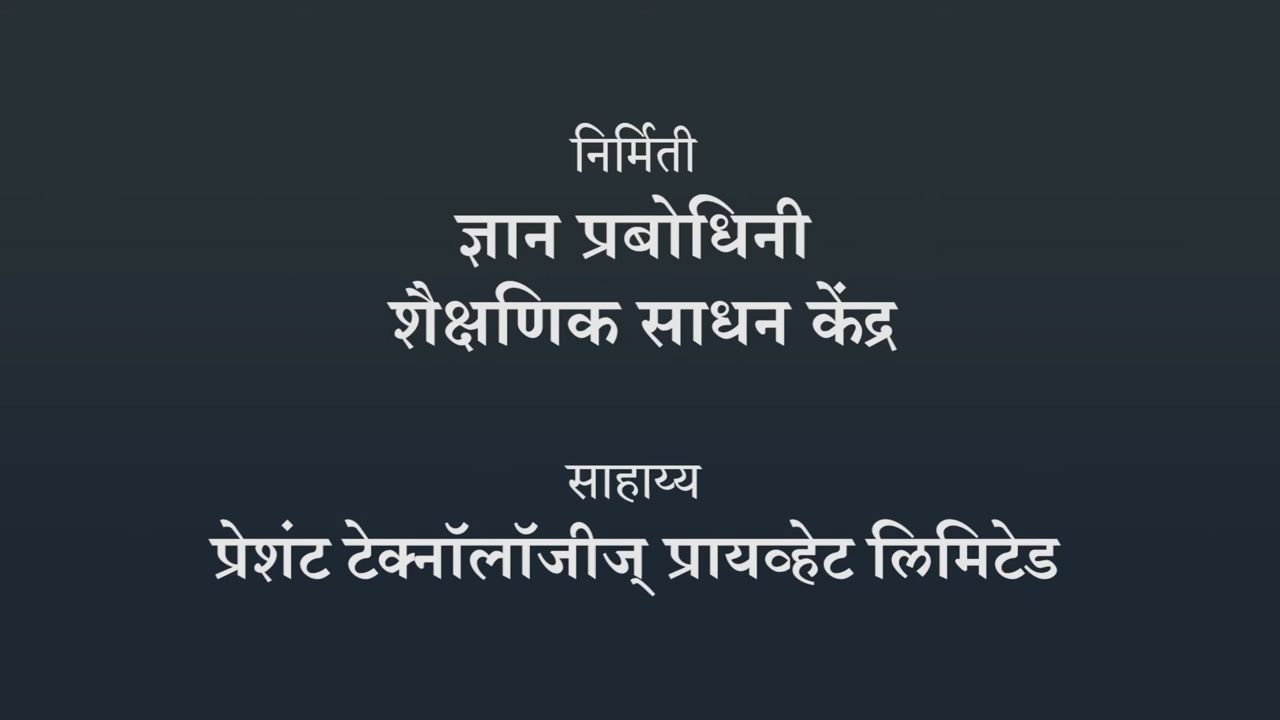 निर्मिती
ज्ञान प्रबोधिनी
शैक्षणिक साधन केंद्र
साहाय्य
प्रेशंट टेक्नॉलॉजीज् प्रायव्हेट लिमिटेड